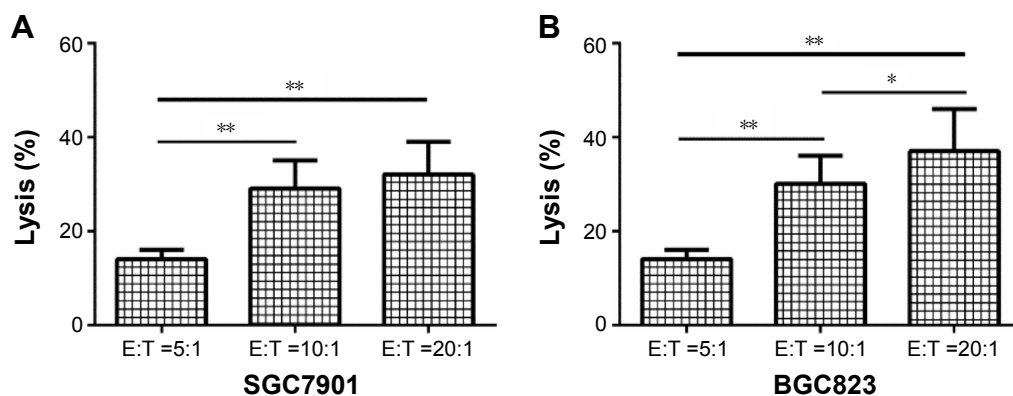 A
Lysis (%)
60
40
20
0
**
**
E:T =5:1 E:T =10:1 E:T =20:1
SGC7901
B
Lysis (%)
60
40
20
0
**
*
**
E:T =5:1 E:T =10:1 E:T =20:1
BGC823